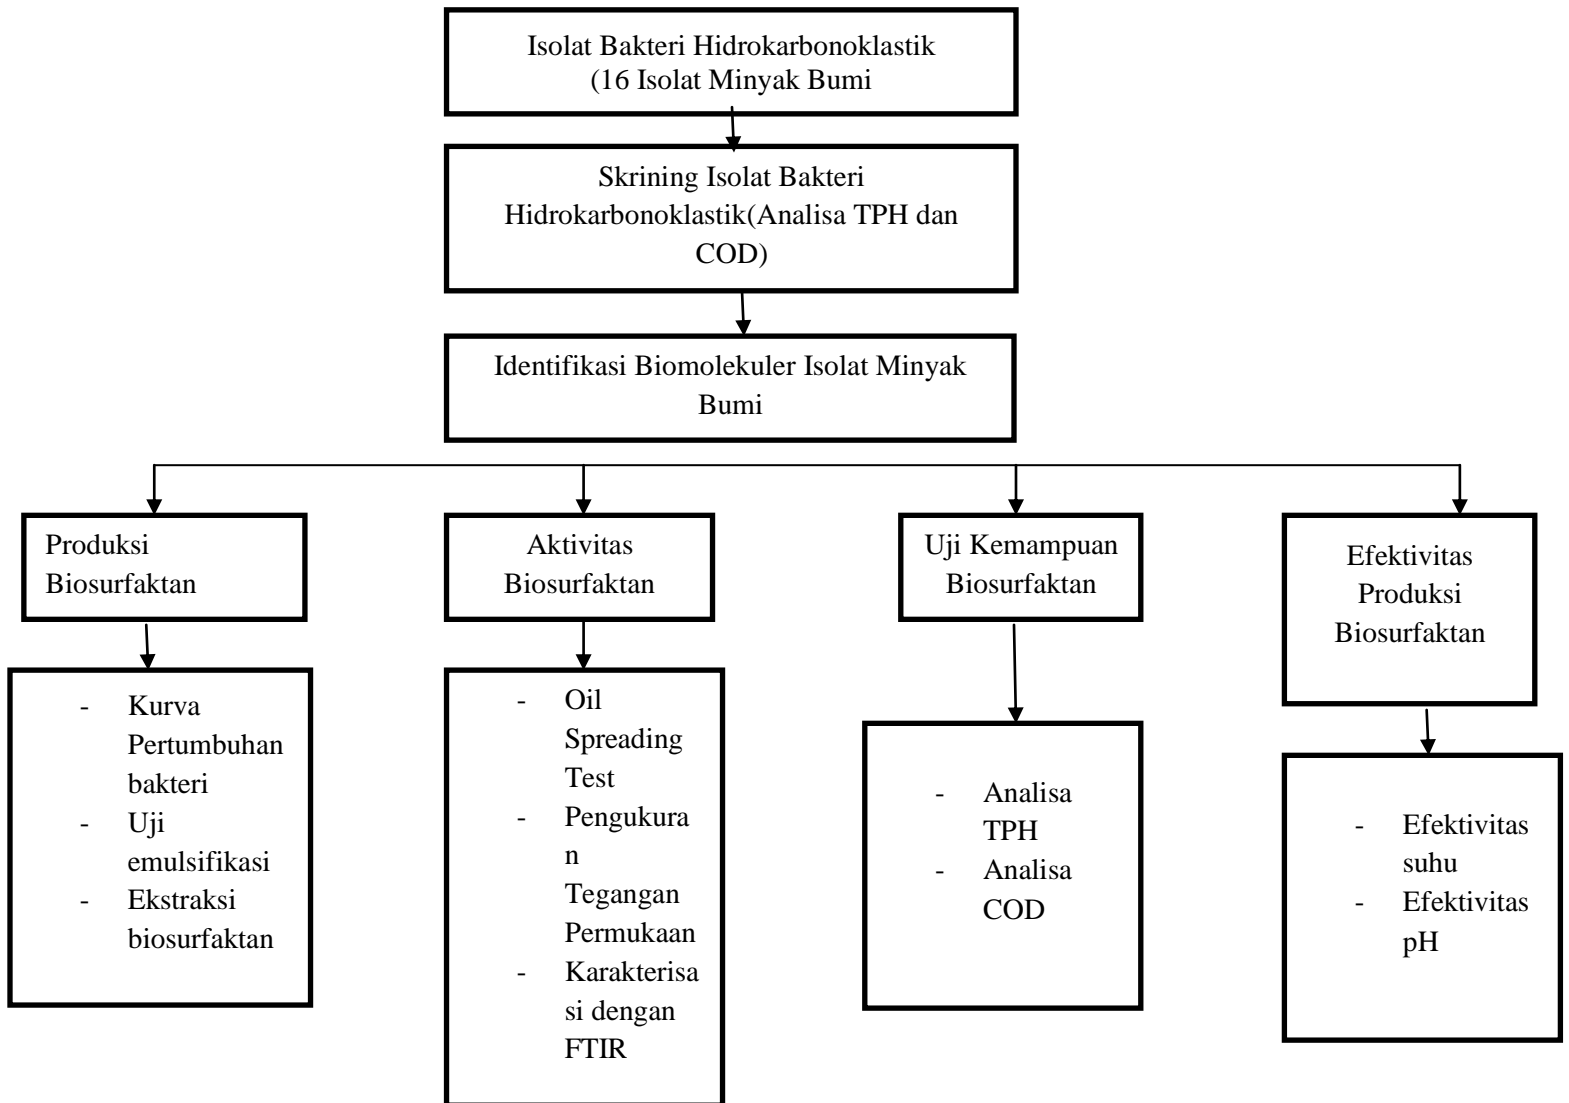 Isolat Bakteri Hidrokarbonoklastik
(16 Isolat Minyak Bumi
Skrining Isolat Bakteri
Hidrokarbonoklastik(Analisa TPH dan
COD)
Identifikasi Biomolekuler Isolat Minyak
Bumi
Produksi
Biosurfaktan
Aktivitas
Biosurfaktan
Uji Kemampuan
Biosurfaktan
Efektivitas
Produksi
Biosurfaktan
- Kurva
Pertumbuhan
bakteri
- Uji
emulsifikasi
- Ekstraksi
biosurfaktan
- Oil
Spreading
Test
- Pengukura
n
Tegangan
Permukaan
- Karakterisa
si dengan
FTIR
- Analisa
TPH
- Analisa
COD
- Efektivitas
suhu
- Efektivitas
pH